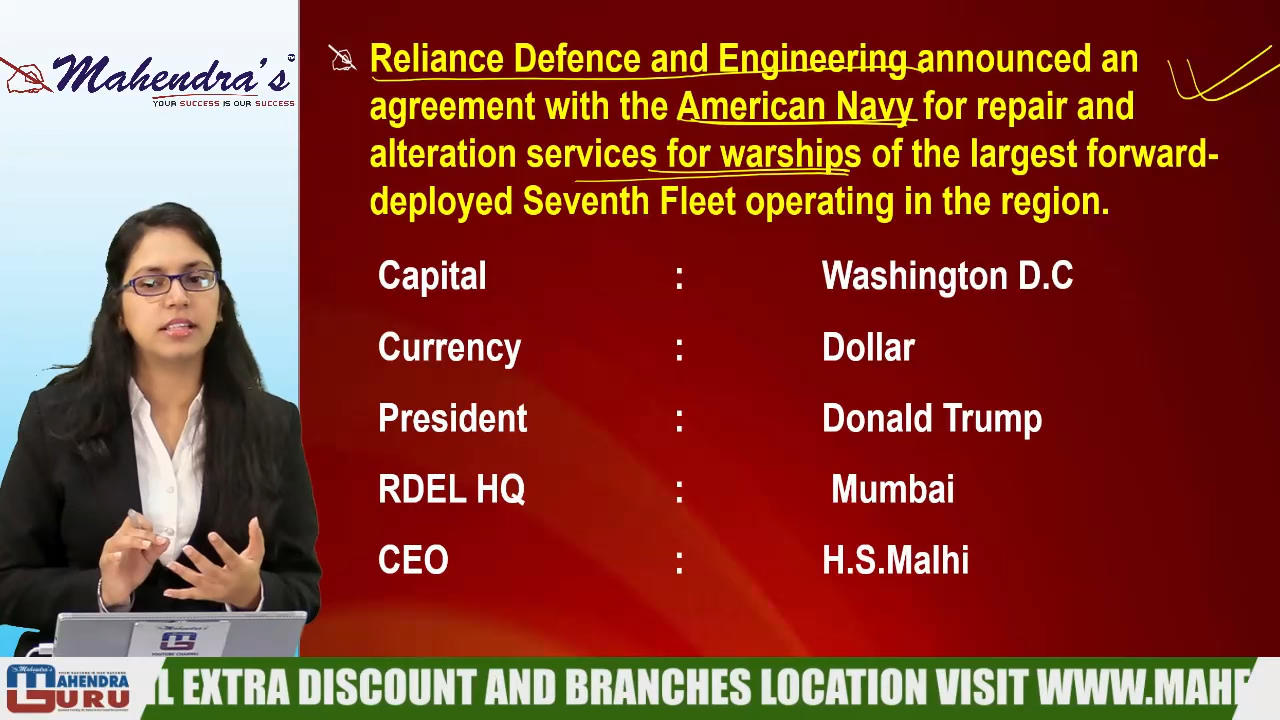 Mahendra's
YOUR SUCCESS IS OUR SUCCESS
Reliance Defence and Engineering announced an
agreement with the American Navy for repair and
alteration services for warships of the largest forward-
deployed Seventh Fleet operating in the region.
Capital : Washington D.C
Currency : Dollar
President : Donald Trump
RDEL HQ : Mumbai
CEO : H.S.Malhi
Mahendra's
MAHENDRA
GURU
EXTRA DISCOUNT AND BRANCHES LOCATION VISIT WWW.MAHE